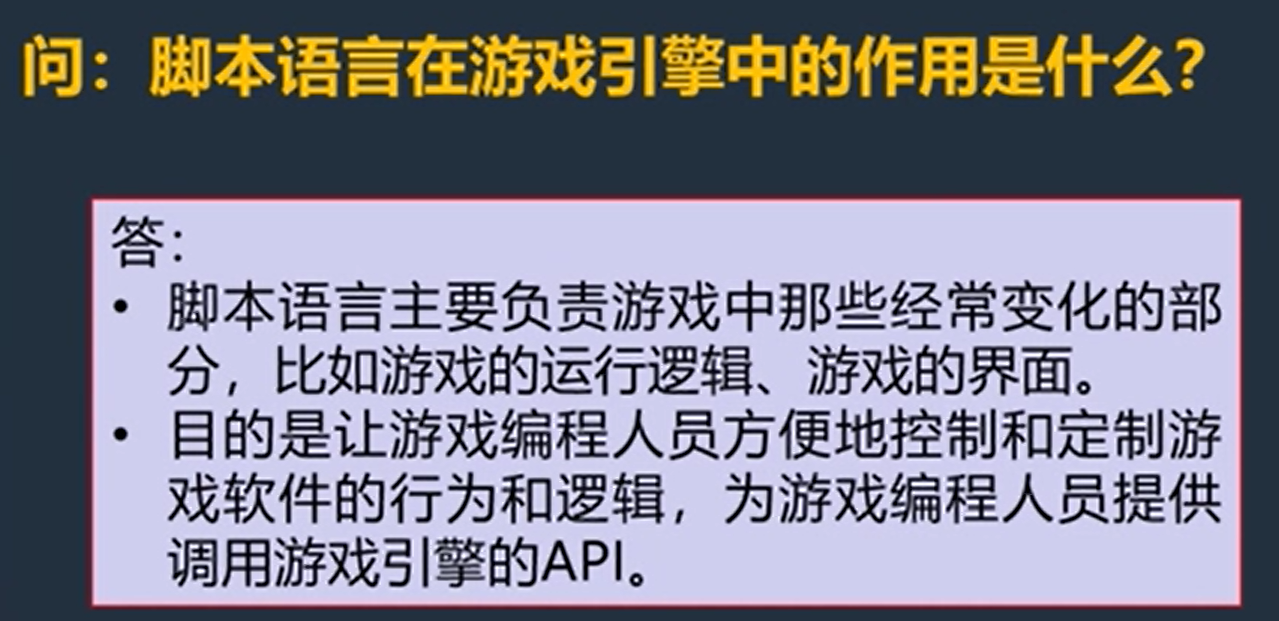 问：脚本语言在游戏引擎中的作用是什么？
答：
• 脚本语言主要负责游戏中那些经常变化的部
分，比如游戏的运行逻辑、游戏的界面。
• 目的是让游戏编程人员方便地控制和定制游
戏软件的行为和逻辑，为游戏编程人员提供
调用游戏引擎的API。